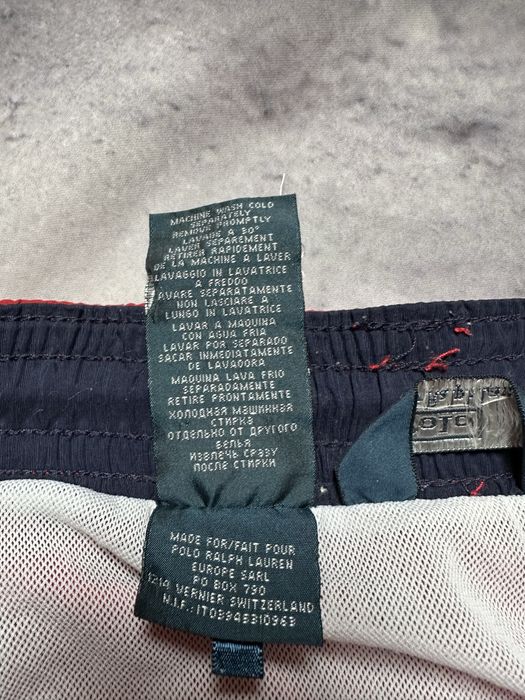 MACHINE WASH COLD
SEPARATELY
REMOVE PROMPTLY
LAVAGE A 30°
LAVER SEPAREMENT
RETIRER RAPIDEMENT
DE LA MACHINE A LAVER
LAVAGGIO IN LAVATRICE
A FREDDO
LAVARE SEPARATAMENTE
NON LASCIARE A
LUNGO IN LAVATRICE
LAVAR A MAQUINA
CON AGUA FRIA
LAVAR POR SEPARADO
SACAR INMEDIATAMENTE
DE LAVADORA
MAQUINA LAVA FRIO
SEPARADAMENTE
RETIRE PRONTAMENTE
ХОЛОДНАЯ МАШИННАЯ
СТИРКА
ОТДЕЛЬНО ОТ ДРУГОГО
БЕЛЬЯ
ИЗВЛЕЧЬ СРАЗУ
ПОСЛЕ СТИРКИ
MADE FOR/FAIT POUR
POLO RALPH LAUREN
EUROPE SARL
PO BOX 790
1214 VERNIER SWITZERLAND
N.I.F.: IT03945310963